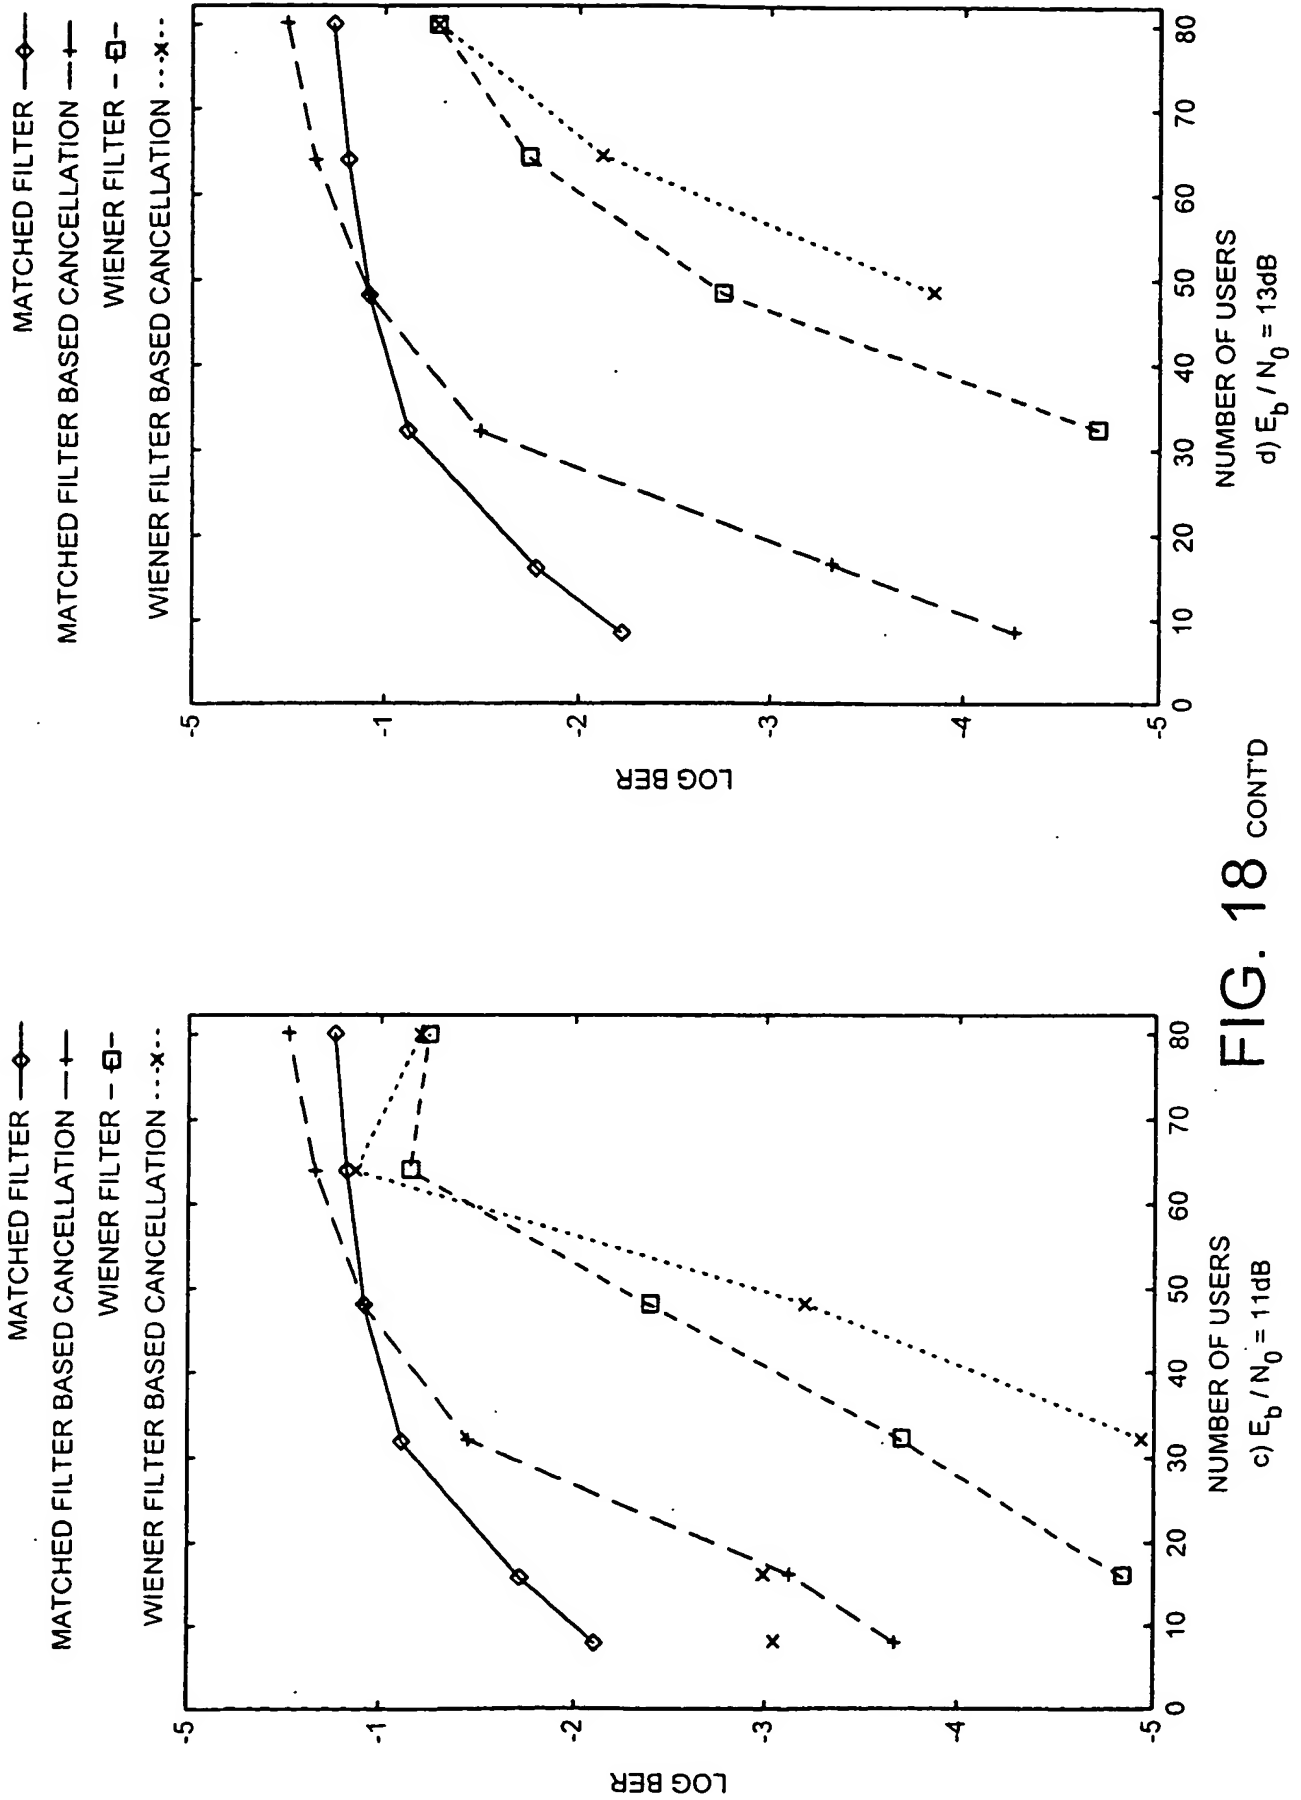 MATCHED FILTER
MATCHED FILTER BASED CANCELLATION
WIENER FILTER
WIENER FILTER BASED CANCELLATION
-5
-1
-2
-3
-4
-5
LOG BER
0 10 20 30 40 50 60 70 80
NUMBER OF USERS
c) E_b / N_0 = 11dB
MATCHED FILTER
MATCHED FILTER BASED CANCELLATION
WIENER FILTER
WIENER FILTER BASED CANCELLATION
-5
-1
-2
-3
-4
-5
LOG BER
0 10 20 30 40 50 60 70 80
NUMBER OF USERS
d) E_b / N_0 = 13dB
FIG. 18 CONT'D